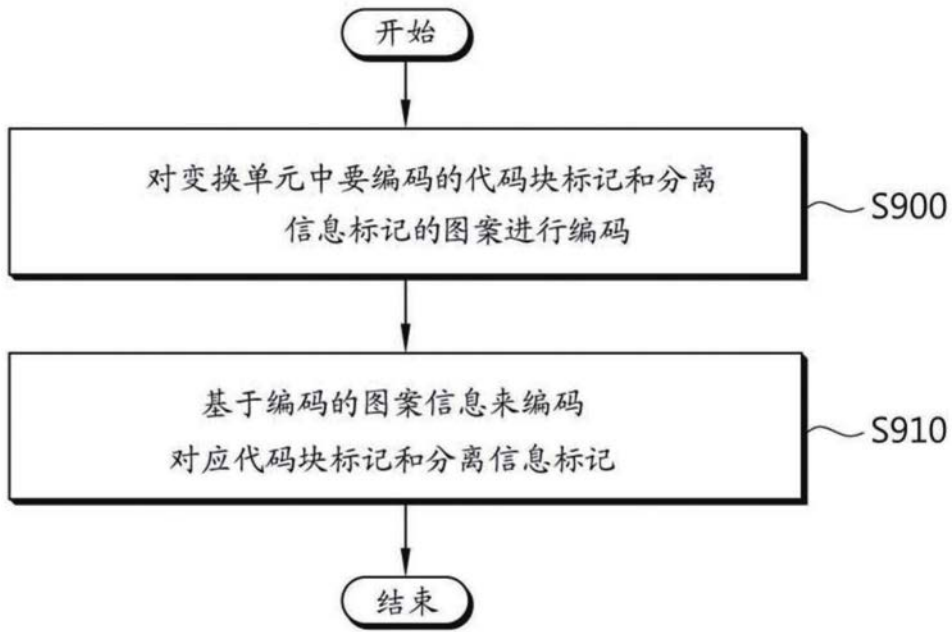 开始
对变换单元中要编码的代码块标记和分离
信息标记的图案进行编码
S900
基于编码的图案信息来编码
对应代码块标记和分离信息标记
S910
结束